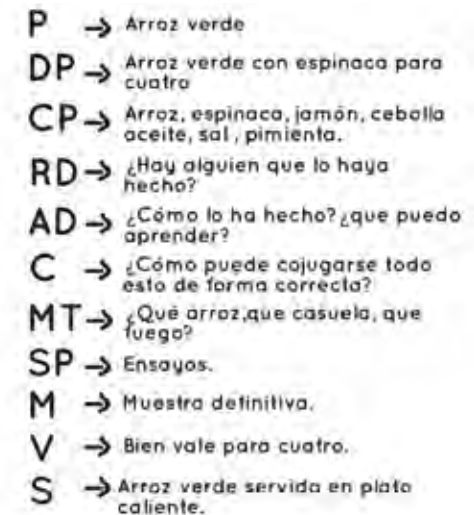 P → Arroz verde
DP → Arroz verde con espinaca para
cuatro
CP → Arroz, espinaca, jamón, cebolla
aceite, sal, pimienta.
RD → ¿Hay alguien que lo haya
hecho?
AD → ¿Cómo lo ha hecho? ¿que puedo
aprender?
C → ¿Cómo puede cojugarse todo
esto de forma correcta?
MT → ¿Qué arroz, que casuela, que
fuego?
SP → Ensayos.
M → Muestra definitiva.
V → Bien vale para cuatro.
S → Arroz verde servida en plato
caliente.